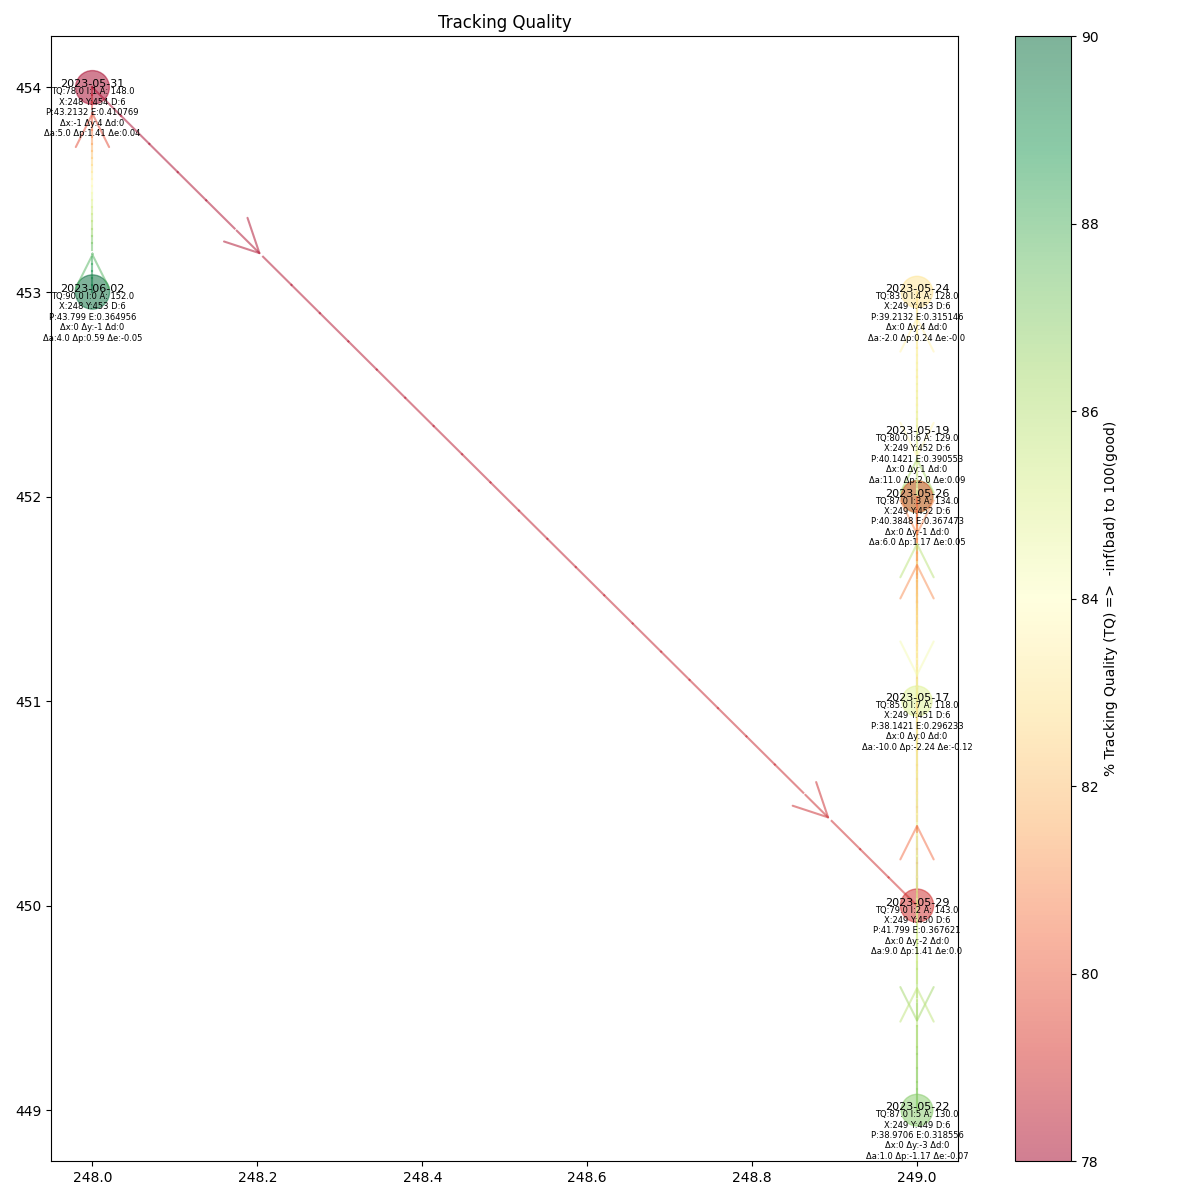 Tracking Quality
454
453
452
451
450
449
248.0
248.2
248.4
248.6
248.8
249.0
2023-05-31
TQ:78.0 I:1 A: 148.0
X:248 Y:454 D:6
P:43.2132 E:0.410769
Δx:-1 Δy:4 Δd:0
Δa:5.0 Δp:1.41 Δe:0.04
2023-06-02
TQ:90.0 I:0 A: 152.0
X:248 Y:453 D:6
P:43.799 E:0.364956
Δx:0 Δy:-1 Δd:0
Δa:4.0 Δp:0.59 Δe:-0.05
2023-05-24
TQ:83.0 I:4 A: 128.0
X:249 Y:453 D:6
P:39.2132 E:0.315146
Δx:0 Δy:4 Δd:0
Δa:-2.0 Δp:0.24 Δe:-0.0
2023-05-19
TQ:80.0 I:6 A: 129.0
X:249 Y:452 D:6
P:40.1421 E:0.390553
Δx:0 Δy:1 Δd:0
Δa:11.0 Δp:2.0 Δe:0.09
2023-05-26
TQ:87.0 I:3 A: 134.0
X:249 Y:452 D:6
P:40.3848 E:0.367473
Δx:0 Δy:-1 Δd:0
Δa:6.0 Δp:1.17 Δe:0.05
2023-05-17
TQ:85.0 I:7 A: 118.0
X:249 Y:451 D:6
P:38.1421 E:0.296233
Δx:0 Δy:0 Δd:0
Δa:-10.0 Δp:-2.24 Δe:-0.12
2023-05-29
TQ:79.0 I:2 A: 143.0
X:249 Y:450 D:6
P:41.799 E:0.367621
Δx:0 Δy:-2 Δd:0
Δa:9.0 Δp:1.41 Δe:0.0
2023-05-22
TQ:87.0 I:5 A: 130.0
X:249 Y:449 D:6
P:38.9706 E:0.318556
Δx:0 Δy:-3 Δd:0
Δa:1.0 Δp:-1.17 Δe:-0.07
90
88
86
84
82
80
78
% Tracking Quality (TQ) => -inf(bad) to 100(good)